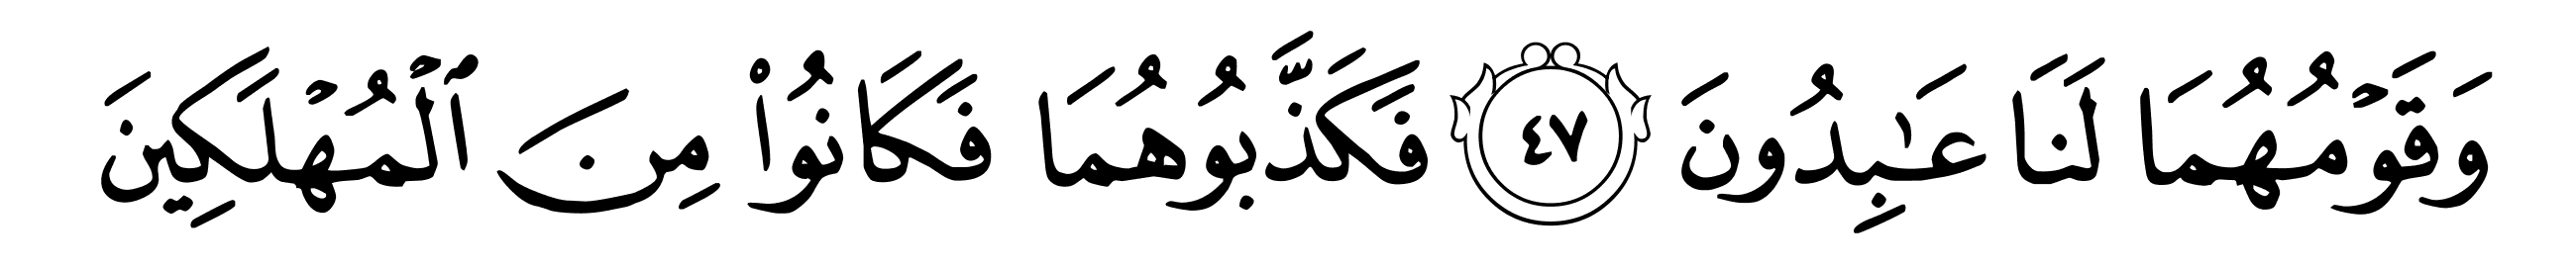 وَقَوْمُهُمَا لَنَا عَـٰبِدُونَ ٤٧ فَكَذَّبُوهُمَا فَكَانُوا۟ مِنَ ٱلْمُهْلَكِينَ